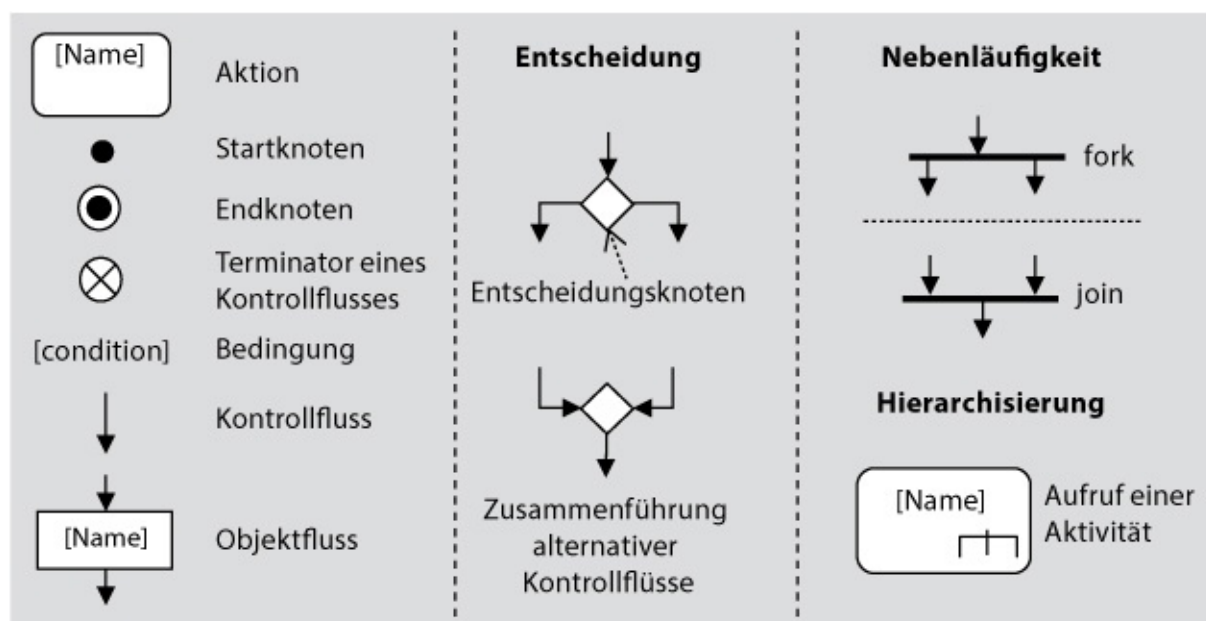 [Name]
Aktion
Startknoten
Endknoten
Terminator eines
Kontrollflusses
[condition]
Bedingung
Kontrollfluss
[Name]
Objektfluss
Entscheidung
Entscheidungsknoten
Zusammenführung
alternativer
Kontrollflüsse
Nebenläufigkeit
fork
join
Hierarchisierung
[Name]
Aufruf einer
Aktivität